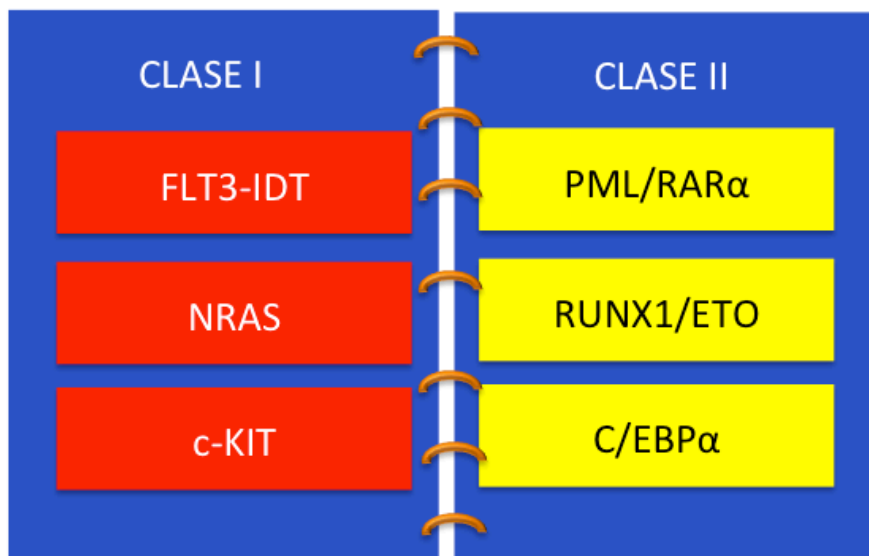 CLASE I
FLT3-IDT
NRAS
c-KIT
CLASE II
PML/RARα
RUNX1/ETO
C/EBPα